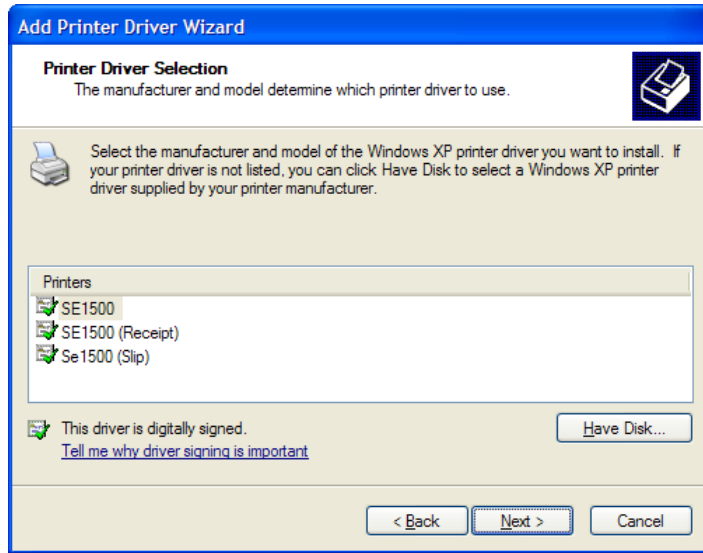 Add Printer Driver Wizard
Printer Driver Selection
The manufacturer and model determine which printer driver to use.
Select the manufacturer and model of the Windows XP printer driver you want to install. If
your printer driver is not listed, you can click Have Disk to select a Windows XP printer
driver supplied by your printer manufacturer.
Printers
SE1500
SE1500 (Receipt)
Se1500 (Slip)
This driver is digitally signed.
Have Disk...
Tell me why driver signing is important
< Back Next > Cancel